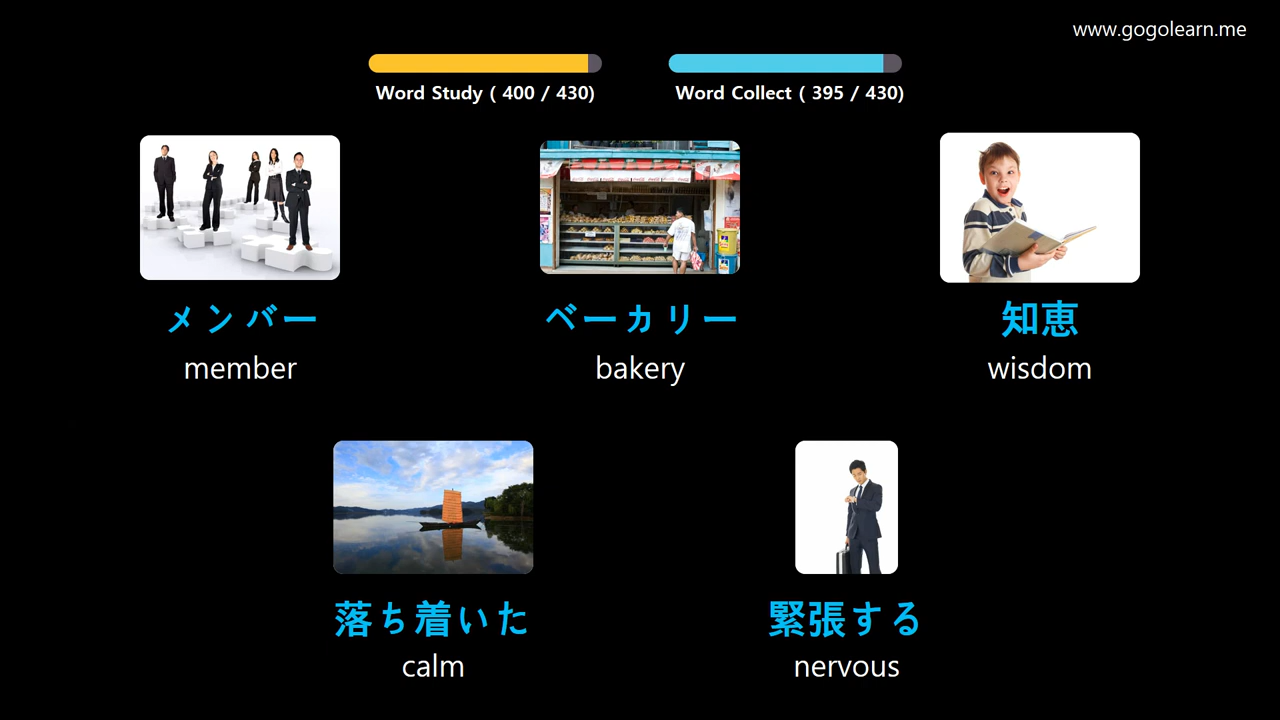 www.gogolearn.me
Word Study ( 400 / 430)
Word Collect ( 395 / 430)
メンバー
member
ベーカリー
bakery
知恵
wisdom
落ち着いた
calm
緊張する
nervous